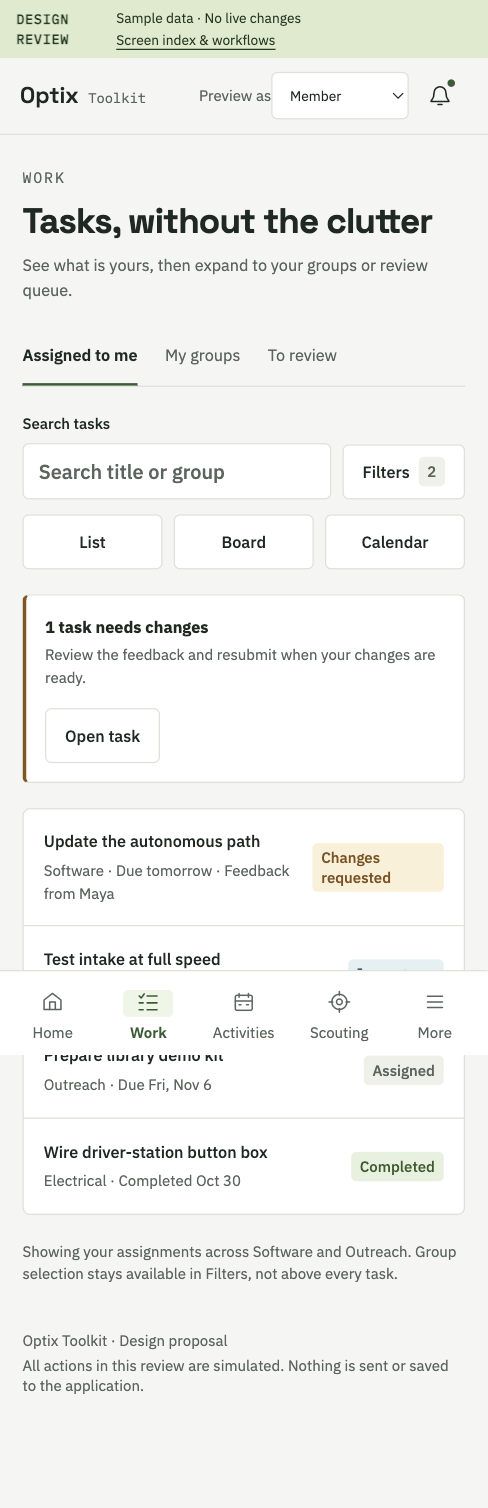 DESIGN REVIEW
Sample data · No live changes
Screen index & workflows
Optix Toolkit
Preview as
Member
WORK
Tasks, without the clutter
See what is yours, then expand to your groups or review
queue.
Assigned to me
My groups
To review
Search tasks
Search title or group
Filters 2
List
Board
Calendar
1 task needs changes
Review the feedback and resubmit when your changes are
ready.
Open task
Update the autonomous path
Software · Due tomorrow · Feedback
from Maya
Changes
requested
Test intake at full speed
Home
Work
Activities
Scouting
More
Prepare library demo kit
Outreach · Due Fri, Nov 6
Assigned
Wire driver-station button box
Electrical · Completed Oct 30
Completed
Showing your assignments across Software and Outreach. Group
selection stays available in Filters, not above every task.
Optix Toolkit · Design proposal
All actions in this review are simulated. Nothing is sent or saved
to the application.